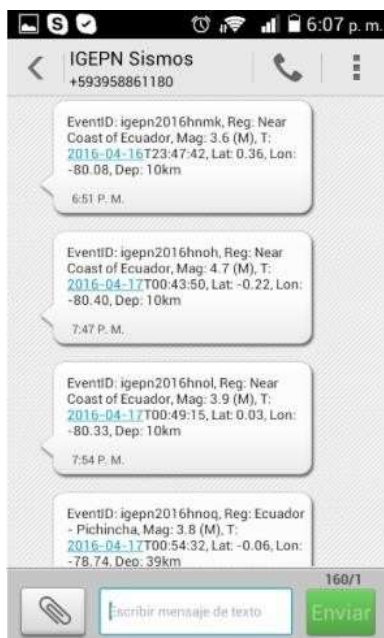 6:07 p. m.
IGEPN Sismos
+593958861180
EventID: igepn2016hnmk, Reg: Near
Coast of Ecuador, Mag: 3.6 (M), T:
2016-04-16T23:47:42, Lat: 0.36, Lon:
-80.08, Dep: 10km
6:51 P. M.
EventID: igepn2016hnoh, Reg: Near
Coast of Ecuador, Mag: 4.7 (M), T:
2016-04-17T00:43:50, Lat: -0.22, Lon:
-80.40, Dep: 10km
7:47 P. M.
EventID: igepn2016hnol, Reg: Near
Coast of Ecuador, Mag: 3.9 (M), T:
2016-04-17T00:49:15, Lat: 0.03, Lon:
-80.33, Dep: 10km
7:54 P. M.
EventID: igepn2016hnoq, Reg: Ecuador
- Pichincha, Mag: 3.8 (M), T:
2016-04-17T00:54:32, Lat: -0.06, Lon:
-78.74, Dep: 39km
160/1
Escribir mensaje de texto
Enviar